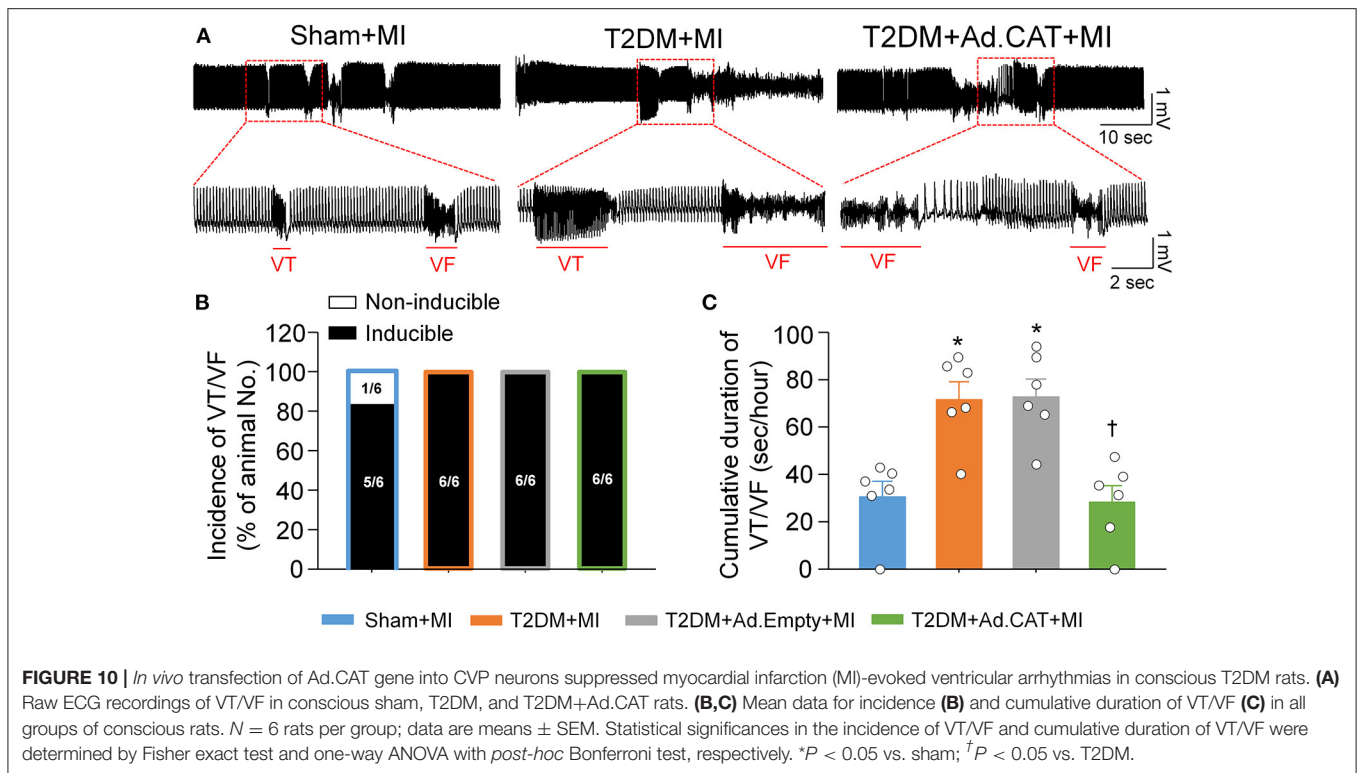 A
Sham+MI
T2DM+MI
T2DM+Ad.CAT+MI
1 mV
10 sec
VT
VF
VT
VF
VF
VF
1 mV
2 sec
B
Non-inducible
Inducible
Incidence of VT/VF
(% of animal No.)
120
100
80
60
40
20
0
1/6
5/6
6/6
6/6
6/6
C
Cumulative duration of
VT/VF (sec/hour)
100
80
60
40
20
0
*
*
†
Sham+MI
T2DM+MI
T2DM+Ad.Empty+MI
T2DM+Ad.CAT+MI
FIGURE 10 | In vivo transfection of Ad.CAT gene into CVP neurons suppressed myocardial infarction (MI)-evoked ventricular arrhythmias in conscious T2DM rats. (A)
Raw ECG recordings of VT/VF in conscious sham, T2DM, and T2DM+Ad.CAT rats. (B,C) Mean data for incidence (B) and cumulative duration of VT/VF (C) in all
groups of conscious rats. N = 6 rats per group; data are means ± SEM. Statistical significances in the incidence of VT/VF and cumulative duration of VT/VF were
determined by Fisher exact test and one-way ANOVA with post-hoc Bonferroni test, respectively. *P < 0.05 vs. sham; †P < 0.05 vs. T2DM.